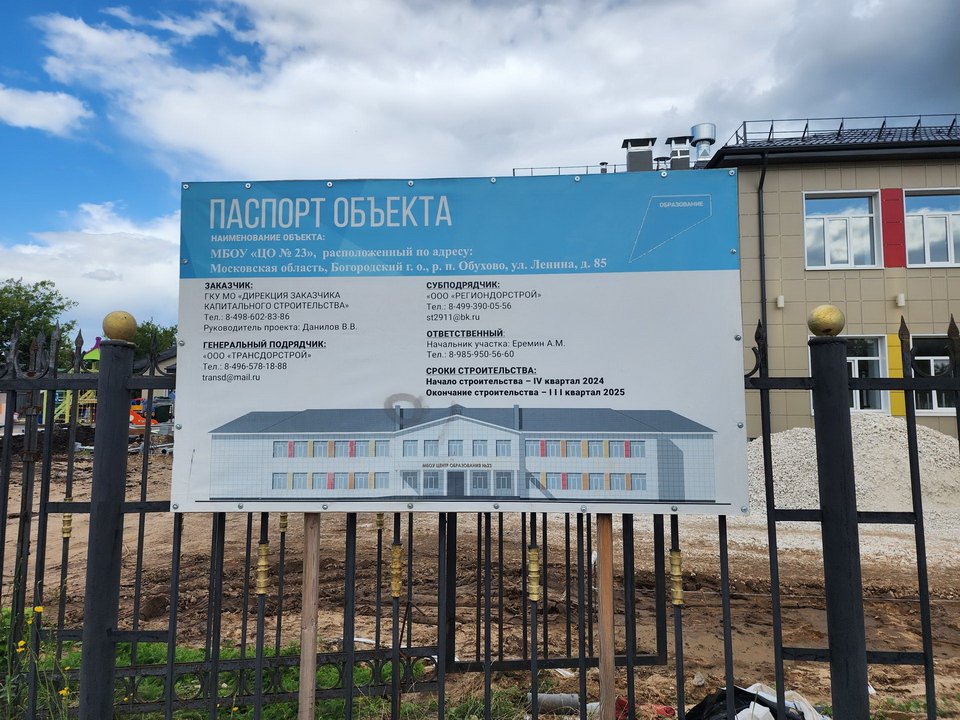 ПАСПОРТ ОБЪЕКТА
НАИМЕНОВАНИЕ ОБЪЕКТА:
МБОУ «ЦО № 23», расположенный по адресу:
Московская область, Богородский г. о., р. п. Обухово, ул. Ленина, д. 85
ОБРАЗОВАНИЕ
ЗАКАЗЧИК:
ГКУ МО «ДИРЕКЦИЯ ЗАКАЗЧИКА
КАПИТАЛЬНОГО СТРОИТЕЛЬСТВА»
Тел.: 8-498-602-83-86
Руководитель проекта: Данилов В.В.
ГЕНЕРАЛЬНЫЙ ПОДРЯДЧИК:
«ООО «ТРАНСДОРСТРОЙ»
Тел.: 8-496-578-18-88
transd@mail.ru
СУБПОДРЯДЧИК:
«ООО «РЕГИОНДОРСТРОЙ»
Тел.: 8-499-390-05-56
st2911@bk.ru
ОТВЕТСТВЕННЫЙ:
Начальник участка: Еремин А.М.
Тел.: 8-985-950-56-60
СРОКИ СТРОИТЕЛЬСТВА:
Начало строительства – IV квартал 2024
Окончание строительства – I I I квартал 2025
МБОУ ЦЕНТР ОБРАЗОВАНИЯ №23